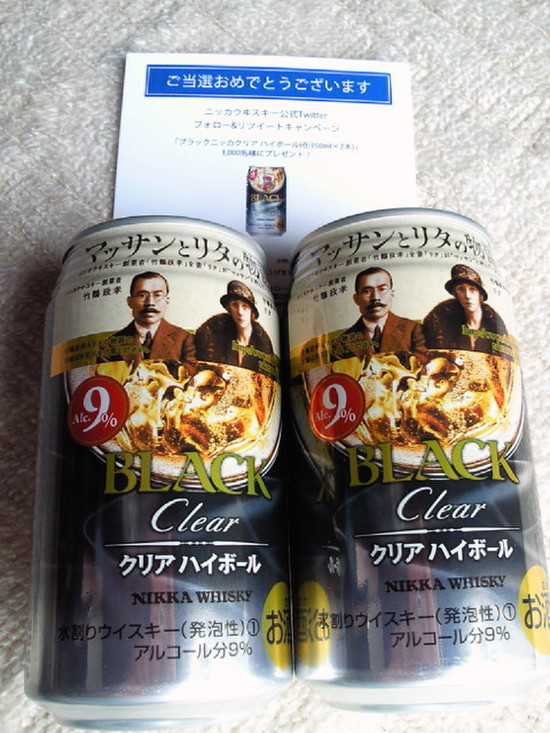 ご当選おめでとうございます
ニッカウヰスキー公式Twitter
フォロー&リツイートキャンペーン
「ブラックニッカクリア ハイボール缶350ml×2本」
1,000名様にプレゼント！
BLACK
マッサンとリタの物
竹鶴政孝
Alc. 9%
BLACK
Clear
クリア ハイボール
NIKKA WHISKY
水割りウイスキー(発泡性)①
アルコール分9%
お酒
マッサンとリタの
竹鶴政孝
Alc. 9%
BLACK
Clear
クリア ハイボール
NIKKA WHISKY
水割りウイスキー(発泡性)①
アルコール分9%